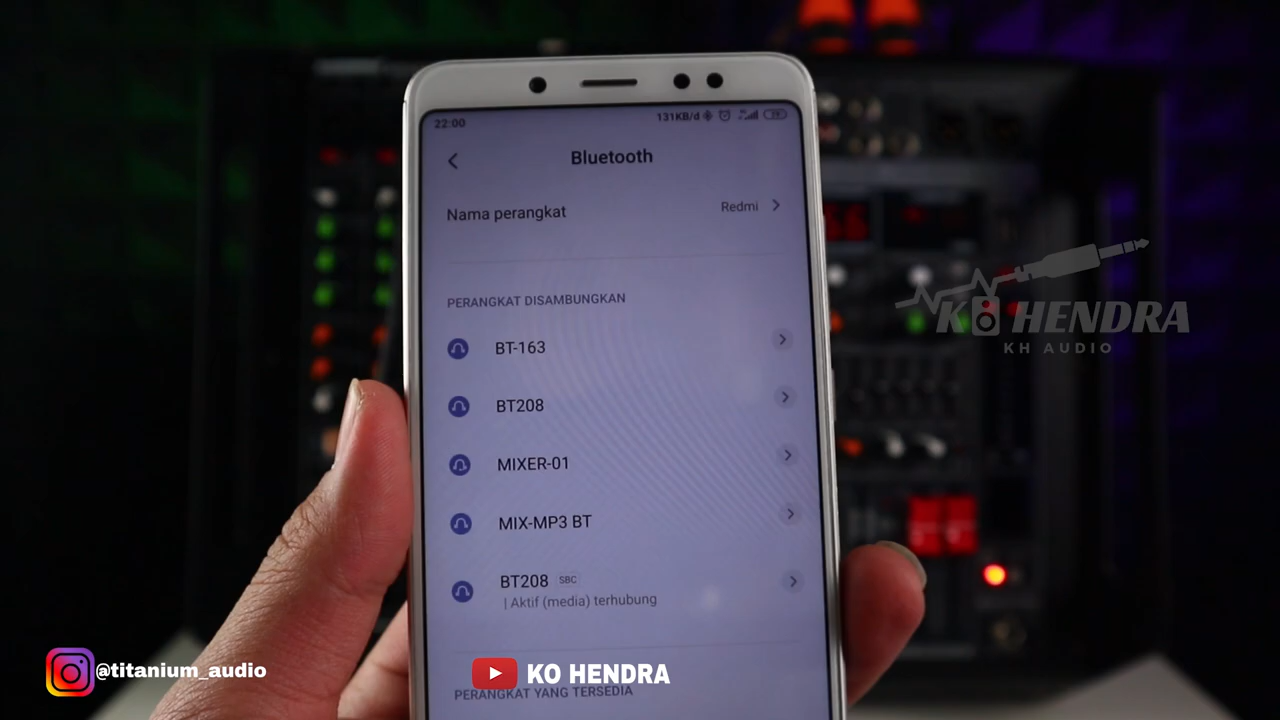 22:00
131KB/d
Bluetooth
Nama perangkat
Redmi
PERANGKAT DISAMBUNGKAN
BT-163
BT208
MIXER-01
MIX-MP3 BT
BT208 SBC
| Aktif (media) terhubung
PERANGKAT YANG TERSEDIA
KO HENDRA
KH AUDIO
@titanium_audio
KO HENDRA